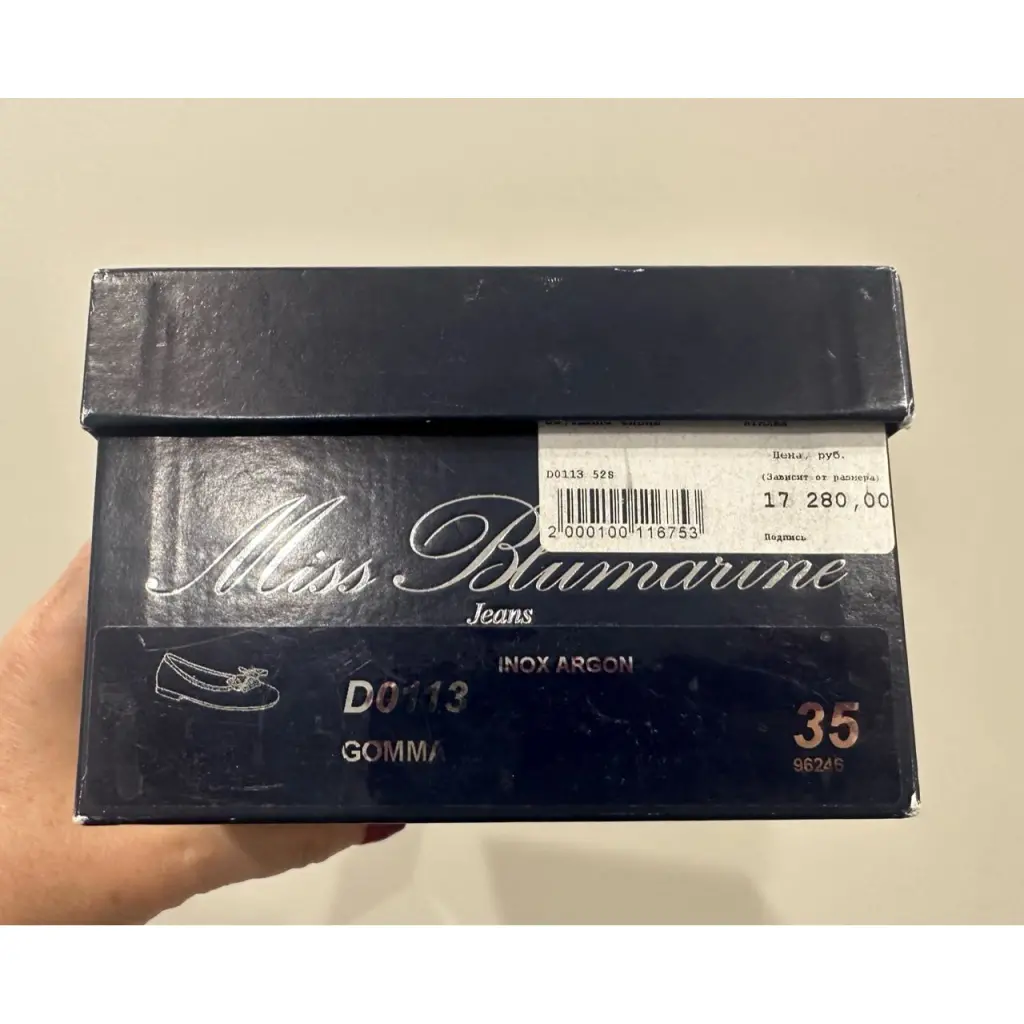 Цена, руб.
D0113 528
(Зависит от размера)
17 280,00
2 000100 116753
Подпись
Miss Blumarine
Jeans
INOX ARGON
D0113
GOMMA
35
96246